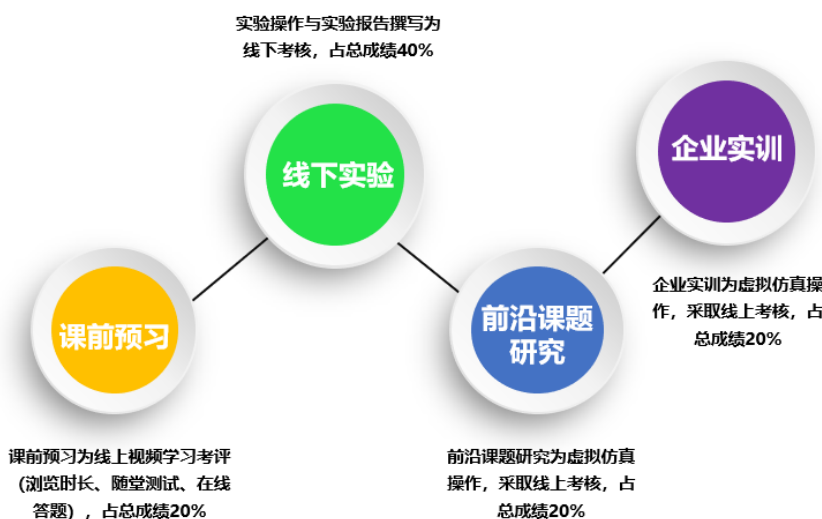 实验操作与实验报告撰写为
线下考核，占总成绩40%
线下实验
企业实训
企业实训为虚拟仿真操
作，采取线上考核，占
总成绩20%
课前预习
前沿课题
研究
课前预习为线上视频学习考评
（浏览时长、随堂测试、在线
答题），占总成绩20%
前沿课题研究为虚拟仿真
操作，采取线上考核，占
总成绩20%